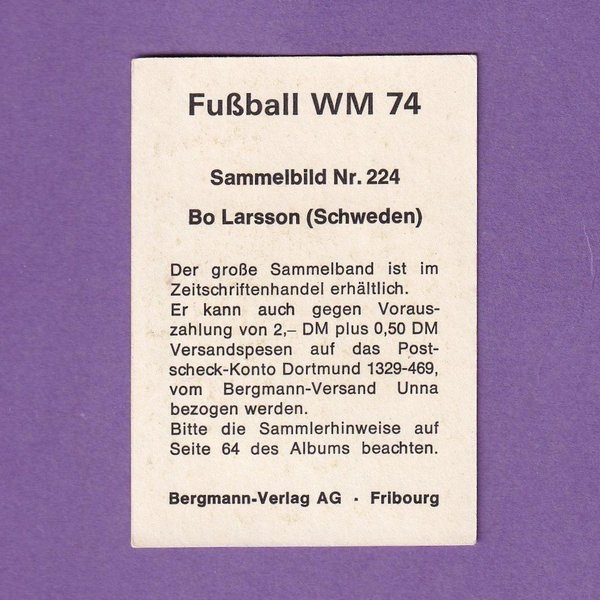 Fußball WM 74
Sammelbild Nr. 224
Bo Larsson (Schweden)
Der große Sammelband ist im
Zeitschriftenhandel erhältlich.
Er kann auch gegen Voraus-
zahlung von 2,– DM plus 0,50 DM
Versandspesen auf das Post-
scheck-Konto Dortmund 1329-469,
vom Bergmann-Versand Unna
bezogen werden.
Bitte die Sammlerhinweise auf
Seite 64 des Albums beachten.
Bergmann-Verlag AG · Fribourg